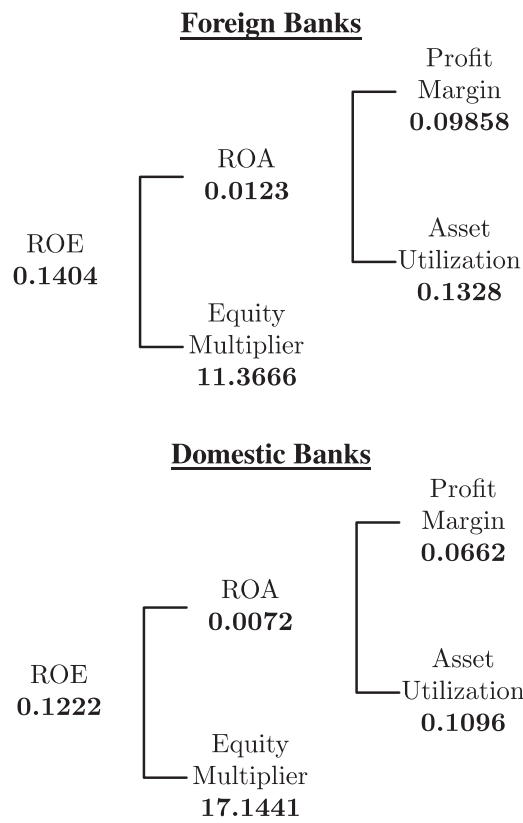 Foreign Banks
Profit
Margin
0.09858
ROA
0.0123
Asset
Utilization
0.1328
ROE
0.1404
Equity
Multiplier
11.3666
Domestic Banks
Profit
Margin
0.0662
ROA
0.0072
Asset
Utilization
0.1096
ROE
0.1222
Equity
Multiplier
17.1441